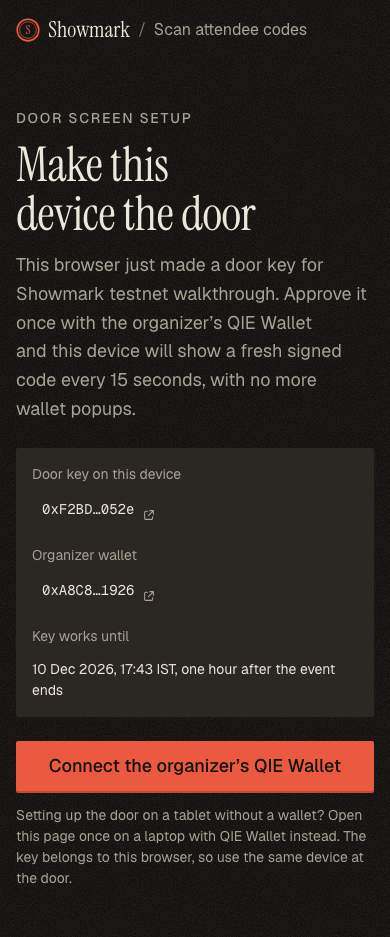 S Showmark / Scan attendee codes
DOOR SCREEN SETUP
Make this
device the door
This browser just made a door key for
Showmark testnet walkthrough. Approve it
once with the organizer’s QIE Wallet
and this device will show a fresh signed
code every 15 seconds, with no more
wallet popups.
Door key on this device
0xF2BD…052e
Organizer wallet
0xA8C8…1926
Key works until
10 Dec 2026, 17:43 IST, one hour after the event
ends
Connect the organizer’s QIE Wallet
Setting up the door on a tablet without a wallet? Open
this page once on a laptop with QIE Wallet instead. The
key belongs to this browser, so use the same device at
the door.